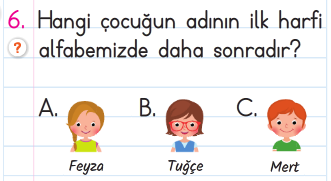 6. Hangi çocuğun adının ilk harfi
? alfabemizde daha sonradır?
A. B. C.
Feyza Tuğçe Mert